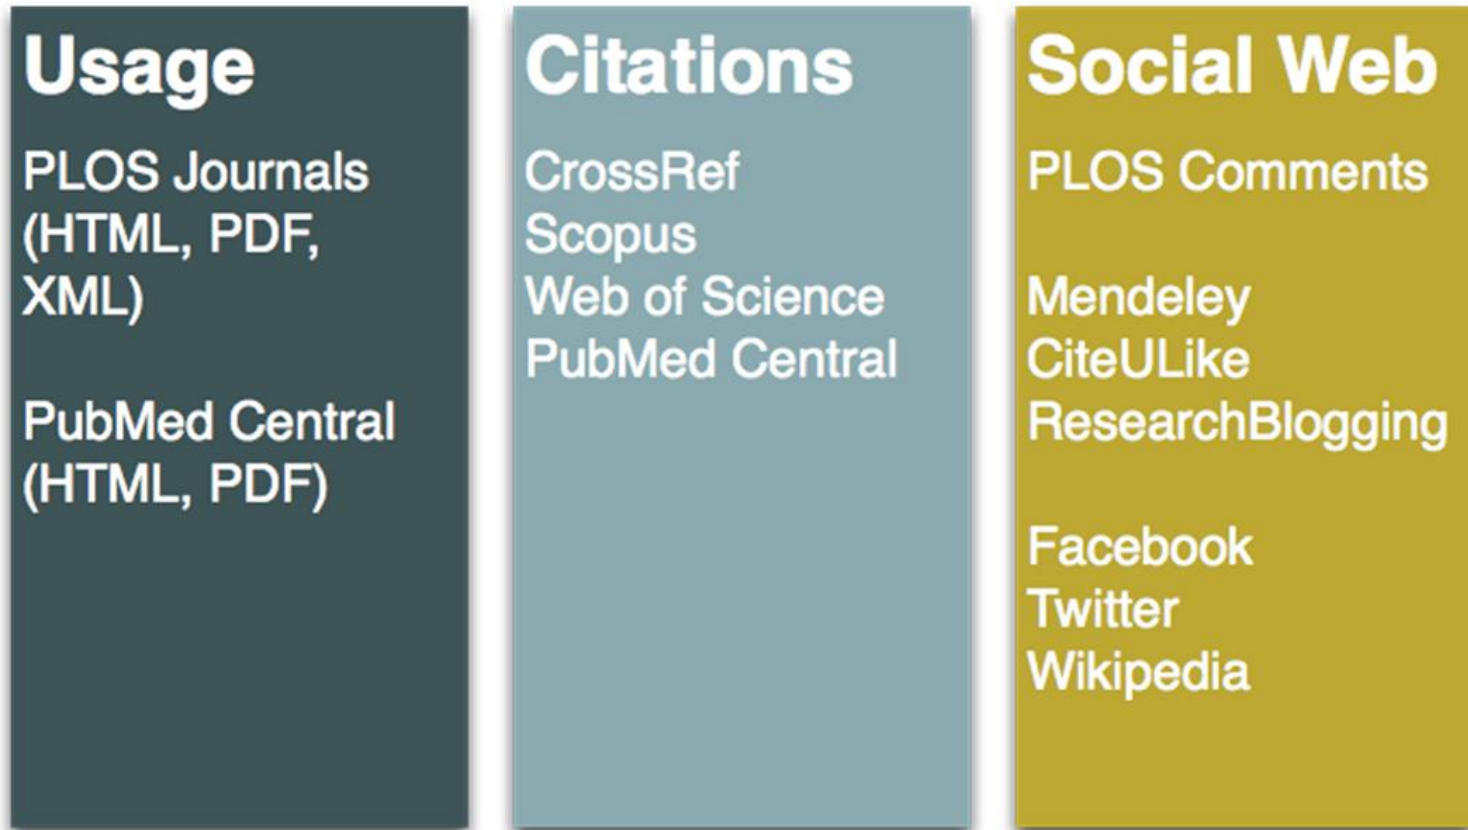 Usage
PLOS Journals
(HTML, PDF,
XML)
PubMed Central
(HTML, PDF)
Citations
CrossRef
Scopus
Web of Science
PubMed Central
Social Web
PLOS Comments
Mendeley
CiteULike
ResearchBlogging
Facebook
Twitter
Wikipedia